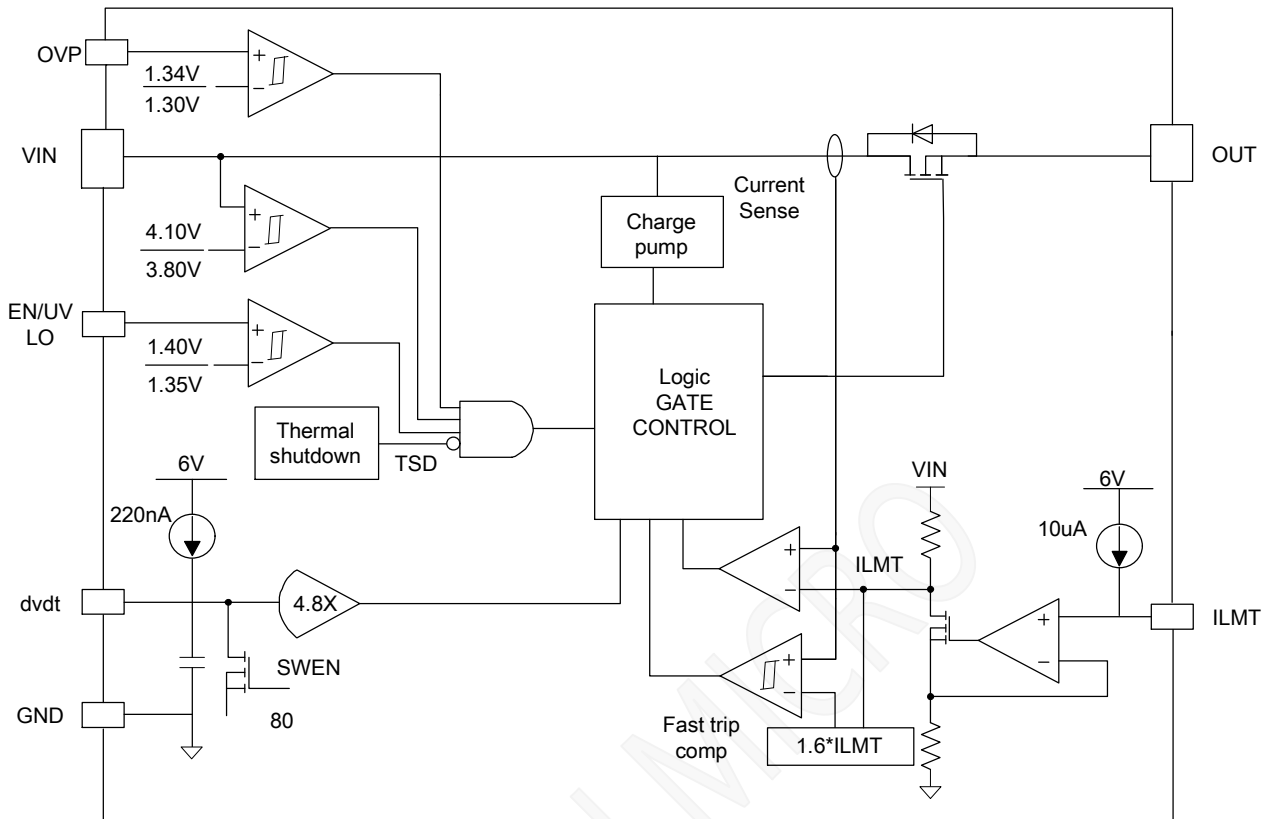 OVP
1.34V
1.30V
VIN
OUT
Current
Sense
Charge
pump
4.10V
3.80V
EN/UV
LO
1.40V
1.35V
Logic
GATE
CONTROL
Thermal
shutdown
TSD
6V
220nA
VIN
6V
10uA
ILMT
dvdt
4.8X
ILMT
SWEN
GND
80
Fast trip
comp
1.6*ILMT
MICRO